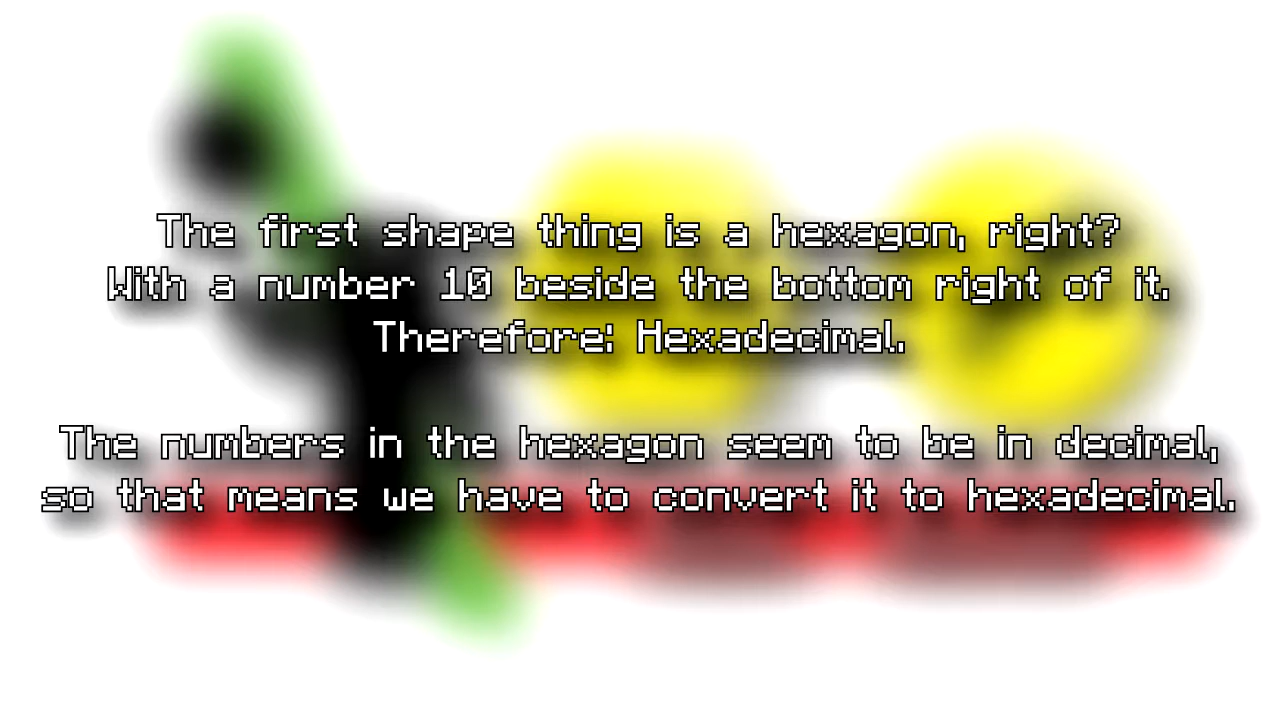 The first shape thing is a hexagon, right?
With a number 10 beside the bottom right of it.
Therefore: Hexadecimal.
The numbers in the hexagon seem to be in decimal,
so that means we have to convert it to hexadecimal.